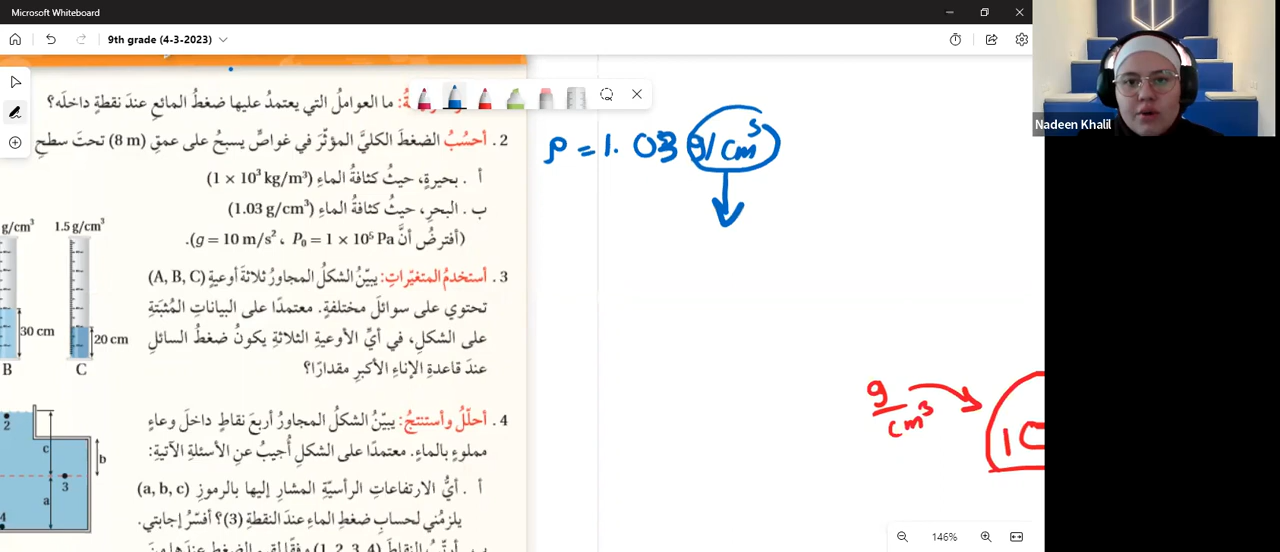 Microsoft Whiteboard
9th grade (4-3-2023)
Nadeen Khalil
ما العواملُ التي يعتمدُ عليها ضغطُ المائعِ عندَ نقطةٍ داخلَه؟
2. أحسُبُ الضغطَ الكليَّ المؤثّرَ في غواصٍّ يسبحُ على عمقِ (8 m) تحتَ سطحِ
أ . بحيرةٍ، حيثُ كثافةُ الماءِ (1 × 10³ kg/m³)
ب . البحرِ، حيثُ كثافةُ الماءِ (1.03 g/cm³)
(أفترضُ أنَّ g = 10 m/s² ، P₀ = 1 × 10⁵ Pa).
3. أستخدمُ المتغيّراتِ: يبيّنُ الشكلُ المجاورُ ثلاثةَ أوعيةٍ (A, B, C)
تحتوي على سوائلَ مختلفةٍ. معتمدًا على البياناتِ المُثبَتةِ
على الشكلِ، في أيِّ الأوعيةِ الثلاثةِ يكونُ ضغطُ السائلِ
عندَ قاعدةِ الإناءِ الأكبرِ مقدارًا؟
4. أحلّلُ وأستنتجُ: يبيّنُ الشكلُ المجاورُ أربعَ نقاطٍ داخلَ وعاءٍ
مملوءٍ بالماءِ. معتمدًا على الشكلِ أُجيبُ عنِ الأسئلةِ الآتيةِ:
أ . أيُّ الارتفاعاتِ الرأسيّةِ المشارِ إليها بالرموزِ (a, b, c)
يلزمُني لحسابِ ضغطِ الماءِ عندَ النقطةِ (3)؟ أفسّرُ إجابتي.
g/cm³ 1.5 g/cm³
30 cm
20 cm
B C
2
c
b
3
a
4
ρ = 1.03 g/cm³
g/cm³
10
146%